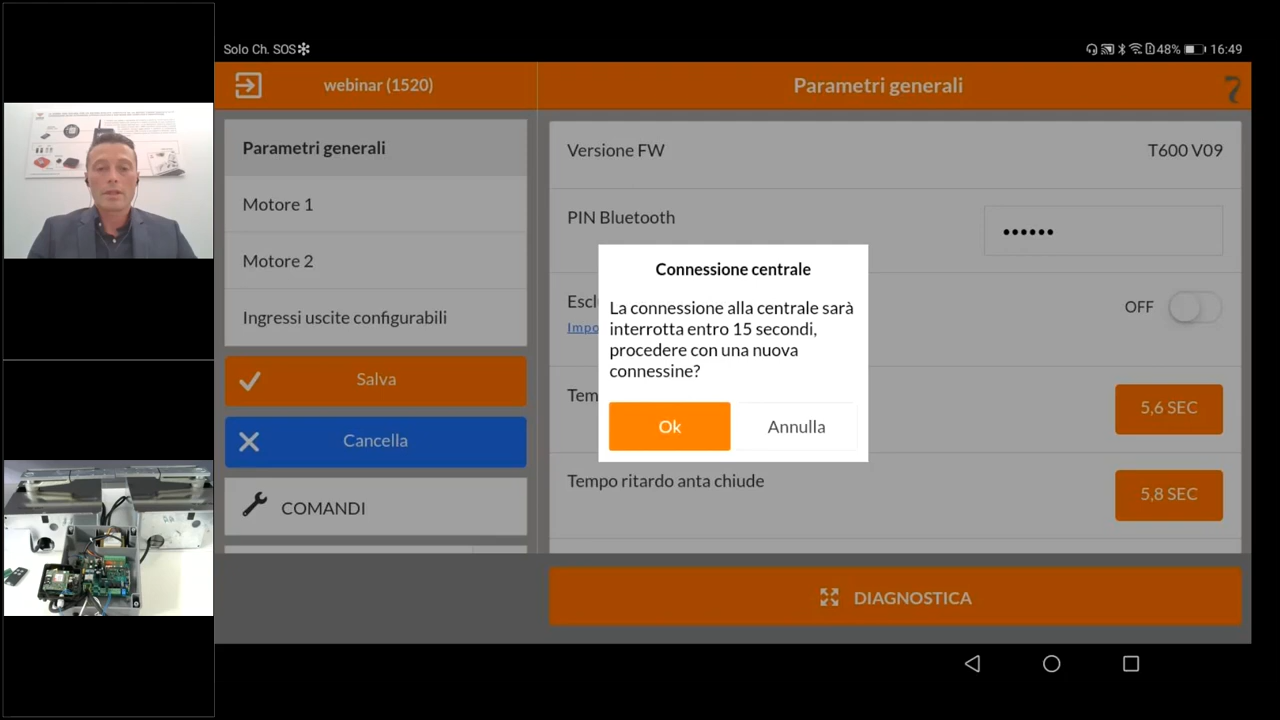 Solo Ch. SOS✻
48% 16:49
webinar (1520)
Parametri generali
?
Parametri generali
Motore 1
Motore 2
Ingressi uscite configurabili
Salva
Cancella
COMANDI
Versione FW
T600 V09
PIN Bluetooth
••••••
Escl
Impo
OFF
Tem
5,6 SEC
Tempo ritardo anta chiude
5,8 SEC
Connessione centrale
La connessione alla centrale sarà
interrotta entro 15 secondi,
procedere con una nuova
connessine?
Ok
Annulla
DIAGNOSTICA